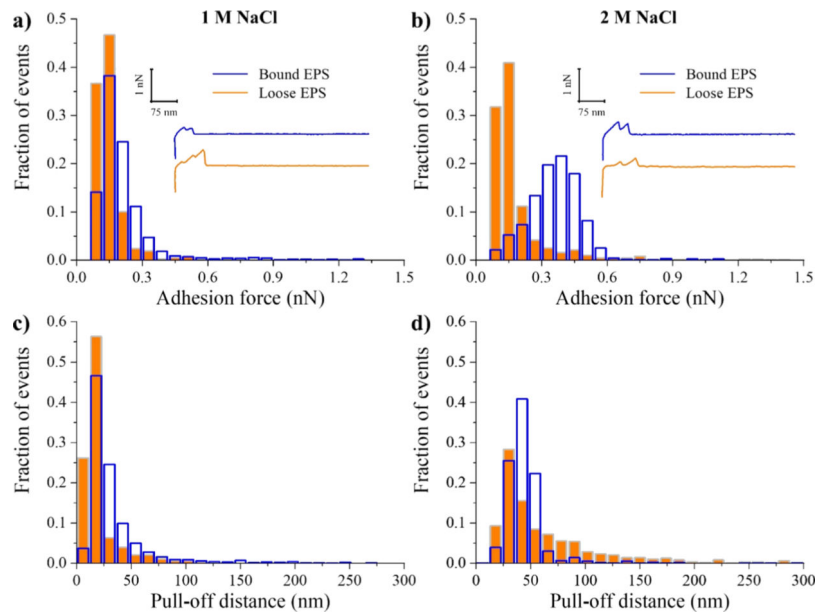 1 M NaCl
2 M NaCl
a)
0.5
0.4
0.3
0.2
0.1
0.0
Fraction of events
1 nN
75 nm
Bound EPS
Loose EPS
0.0 0.3 0.6 0.9 1.2 1.5
Adhesion force (nN)
b)
0.5
0.4
0.3
0.2
0.1
0.0
Fraction of events
1 nN
75 nm
Bound EPS
Loose EPS
0.0 0.3 0.6 0.9 1.2 1.5
Adhesion force (nN)
c)
0.6
0.5
0.4
0.3
0.2
0.1
0.0
Fraction of events
0 50 100 150 200 250 300
Pull-off distance (nm)
d)
0.6
0.5
0.4
0.3
0.2
0.1
0.0
Fraction of events
0 50 100 150 200 250 300
Pull-off distance (nm)